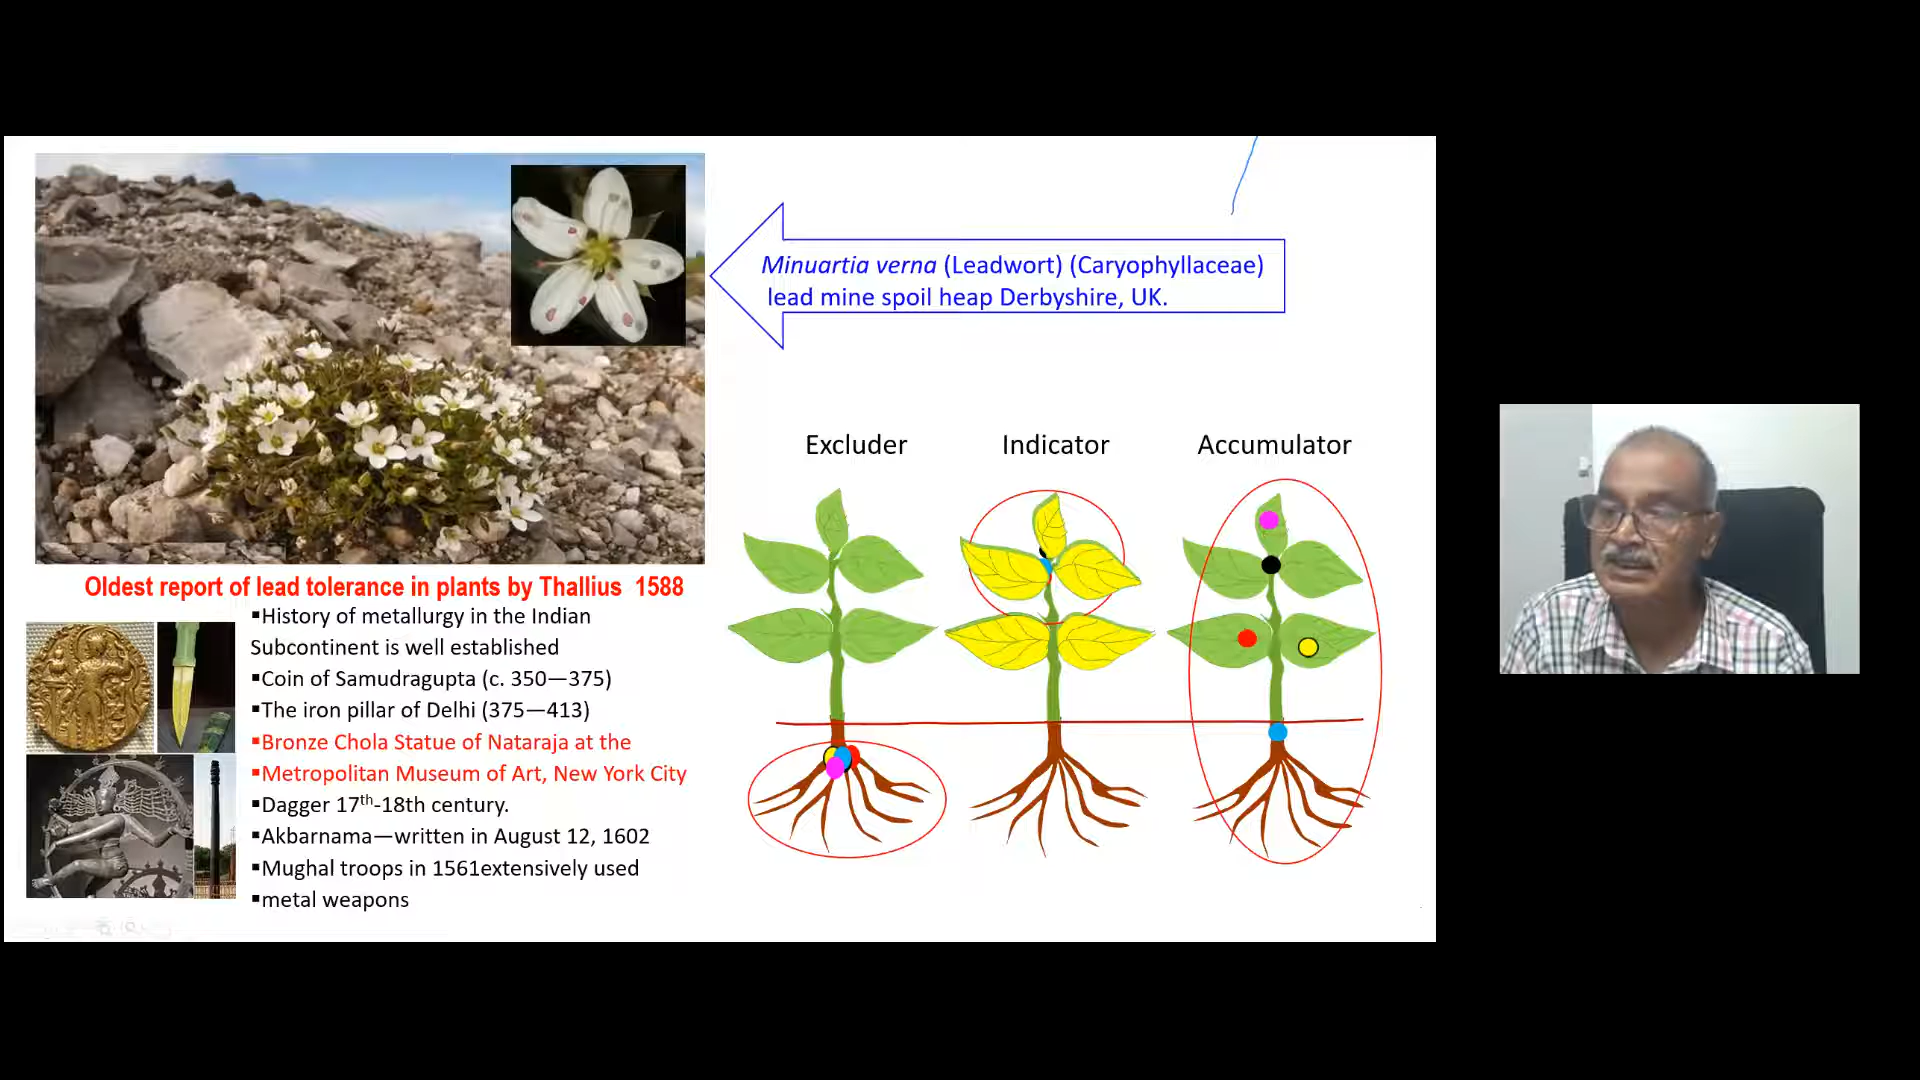 Minuartia verna (Leadwort) (Caryophyllaceae)
lead mine spoil heap Derbyshire, UK.
Excluder
Indicator
Accumulator
Oldest report of lead tolerance in plants by Thallius 1588
▪History of metallurgy in the Indian
Subcontinent is well established
▪Coin of Samudragupta (c. 350—375)
▪The iron pillar of Delhi (375—413)
▪Bronze Chola Statue of Nataraja at the
▪Metropolitan Museum of Art, New York City
▪Dagger 17th-18th century.
▪Akbarnama—written in August 12, 1602
▪Mughal troops in 1561extensively used
▪metal weapons